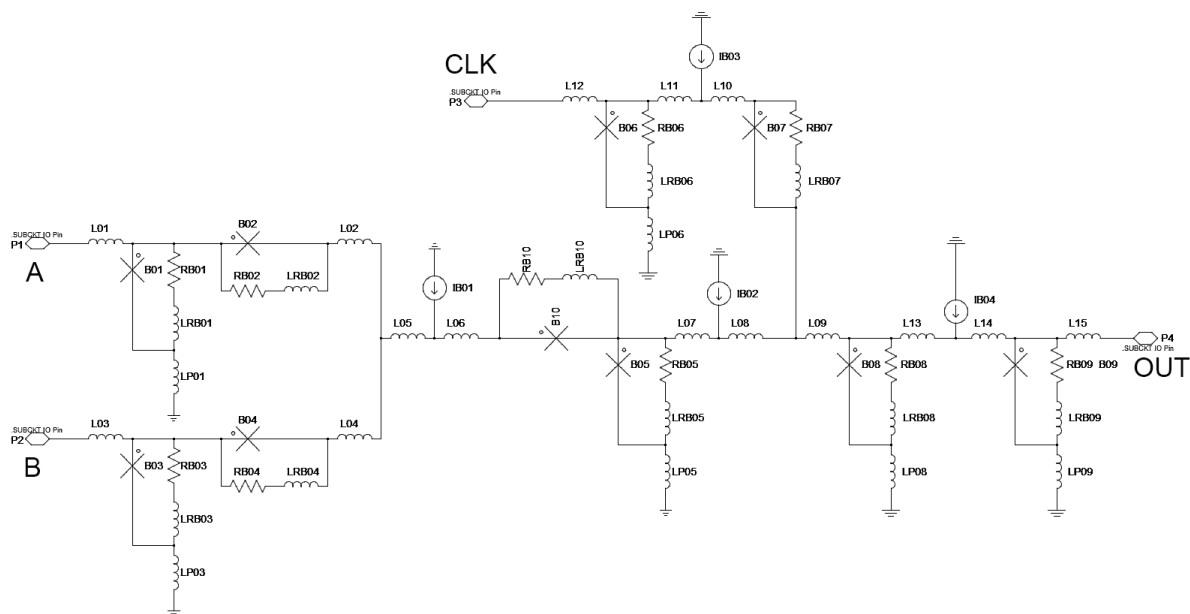 IB03
CLK
.SUBCKT IO Pin
P3
L12
L11
L10
B06
RB06
B07
RB07
LRB06
LRB07
LP06
.SUBCKT IO Pin
P1
A
L01
B02
L02
B01
RB01
RB02
LRB02
LRB01
LP01
IB01
RB10
LRB10
IB02
IB04
L05
L06
B10
L07
L08
L09
L13
L14
L15
P4
.SUBCKT IO Pin
OUT
B05
RB05
B08
RB08
RB09
B09
LRB05
LRB08
LRB09
LP05
LP08
LP09
.SUBCKT IO Pin
P2
B
L03
B04
L04
B03
RB03
RB04
LRB04
LRB03
LP03